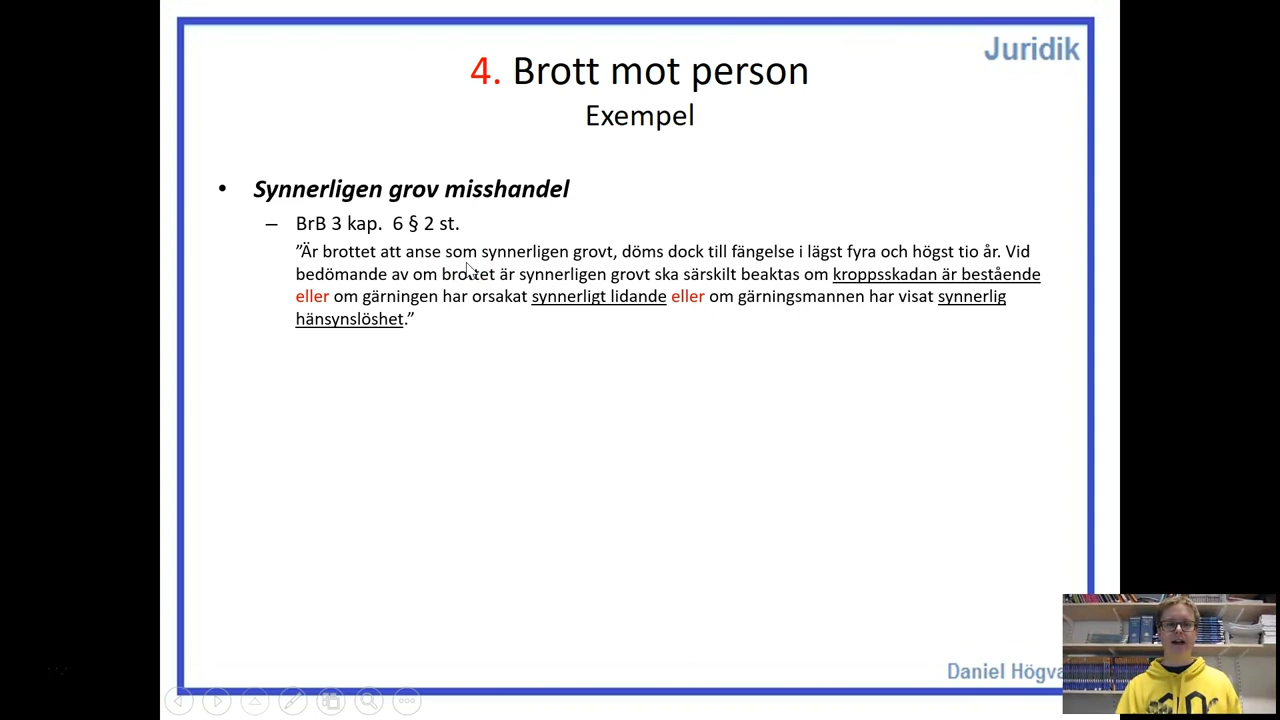 Juridik
4. Brott mot person
Exempel
• Synnerligen grov misshandel
– BrB 3 kap. 6 § 2 st.
”Är brottet att anse som synnerligen grovt, döms dock till fängelse i lägst fyra och högst tio år. Vid
bedömande av om brottet är synnerligen grovt ska särskilt beaktas om kroppsskadan är bestående
eller om gärningen har orsakat synnerligt lidande eller om gärningsmannen har visat synnerlig
hänsynslöshet.”
Daniel